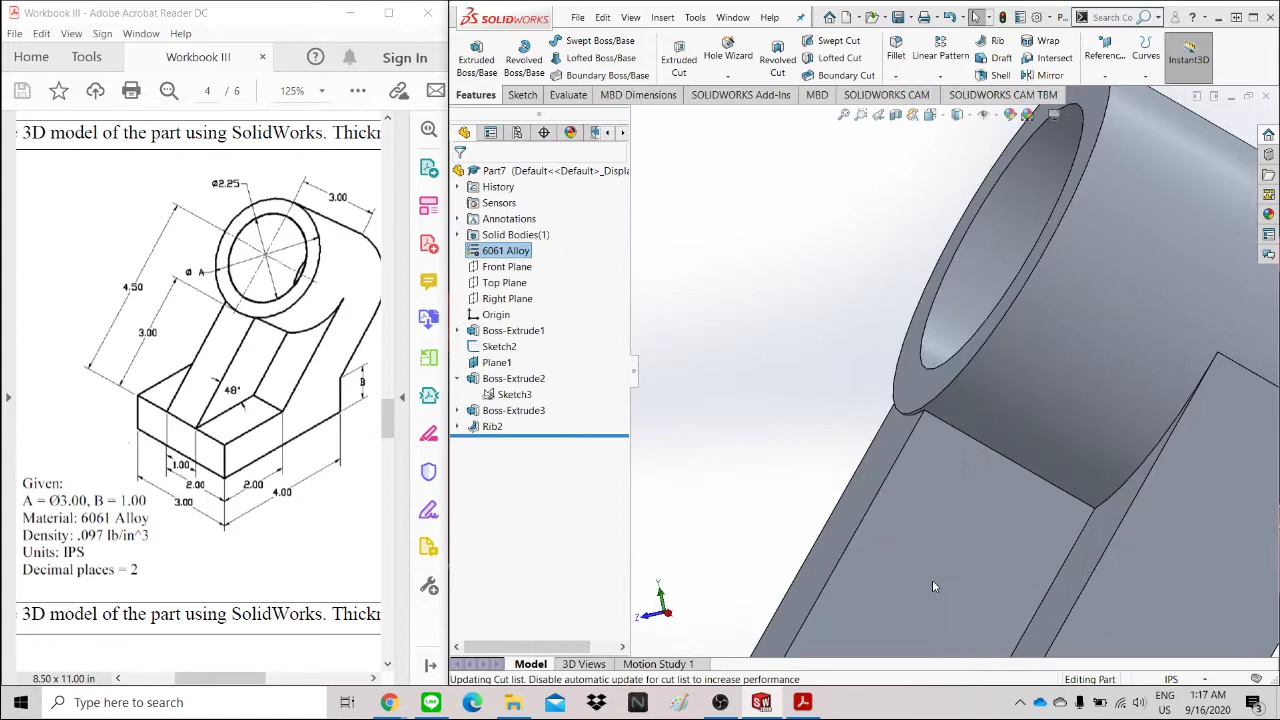 Workbook III - Adobe Acrobat Reader DC
File Edit View Sign Window Help
Home Tools Workbook III Sign In
4 / 6 125%
3D model of the part using SolidWorks. Thickn
Ø2.25
3.00
Ø A
4.50
3.00
48°
B
1.00
2.00
3.00
2.00
4.00
Given:
A = Ø3.00, B = 1.00
Material: 6061 Alloy
Density: .097 lb/in^3
Units: IPS
Decimal places = 2
3D model of the part using SolidWorks. Thickn
8.50 x 11.00 in
SOLIDWORKS File Edit View Insert Tools Window Help Search Co
Extruded Boss/Base
Revolved Boss/Base
Swept Boss/Base
Lofted Boss/Base
Boundary Boss/Base
Extruded Cut
Hole Wizard
Revolved Cut
Swept Cut
Lofted Cut
Boundary Cut
Fillet
Linear Pattern
Rib
Draft
Shell
Wrap
Intersect
Mirror
Referenc...
Curves
Instant3D
Features Sketch Evaluate MBD Dimensions SOLIDWORKS Add-Ins MBD SOLIDWORKS CAM SOLIDWORKS CAM TBM
Part7 (Default<<Default>_Displa
History
Sensors
Annotations
Solid Bodies(1)
6061 Alloy
Front Plane
Top Plane
Right Plane
Origin
Boss-Extrude1
Sketch2
Plane1
Boss-Extrude2
Sketch3
Boss-Extrude3
Rib2
Y
Z
Model 3D Views Motion Study 1
Updating Cut list. Disable automatic update for cut list to increase performance Editing Part IPS
Type here to search
ENG
ES
1:17 AM
9/16/2020
3